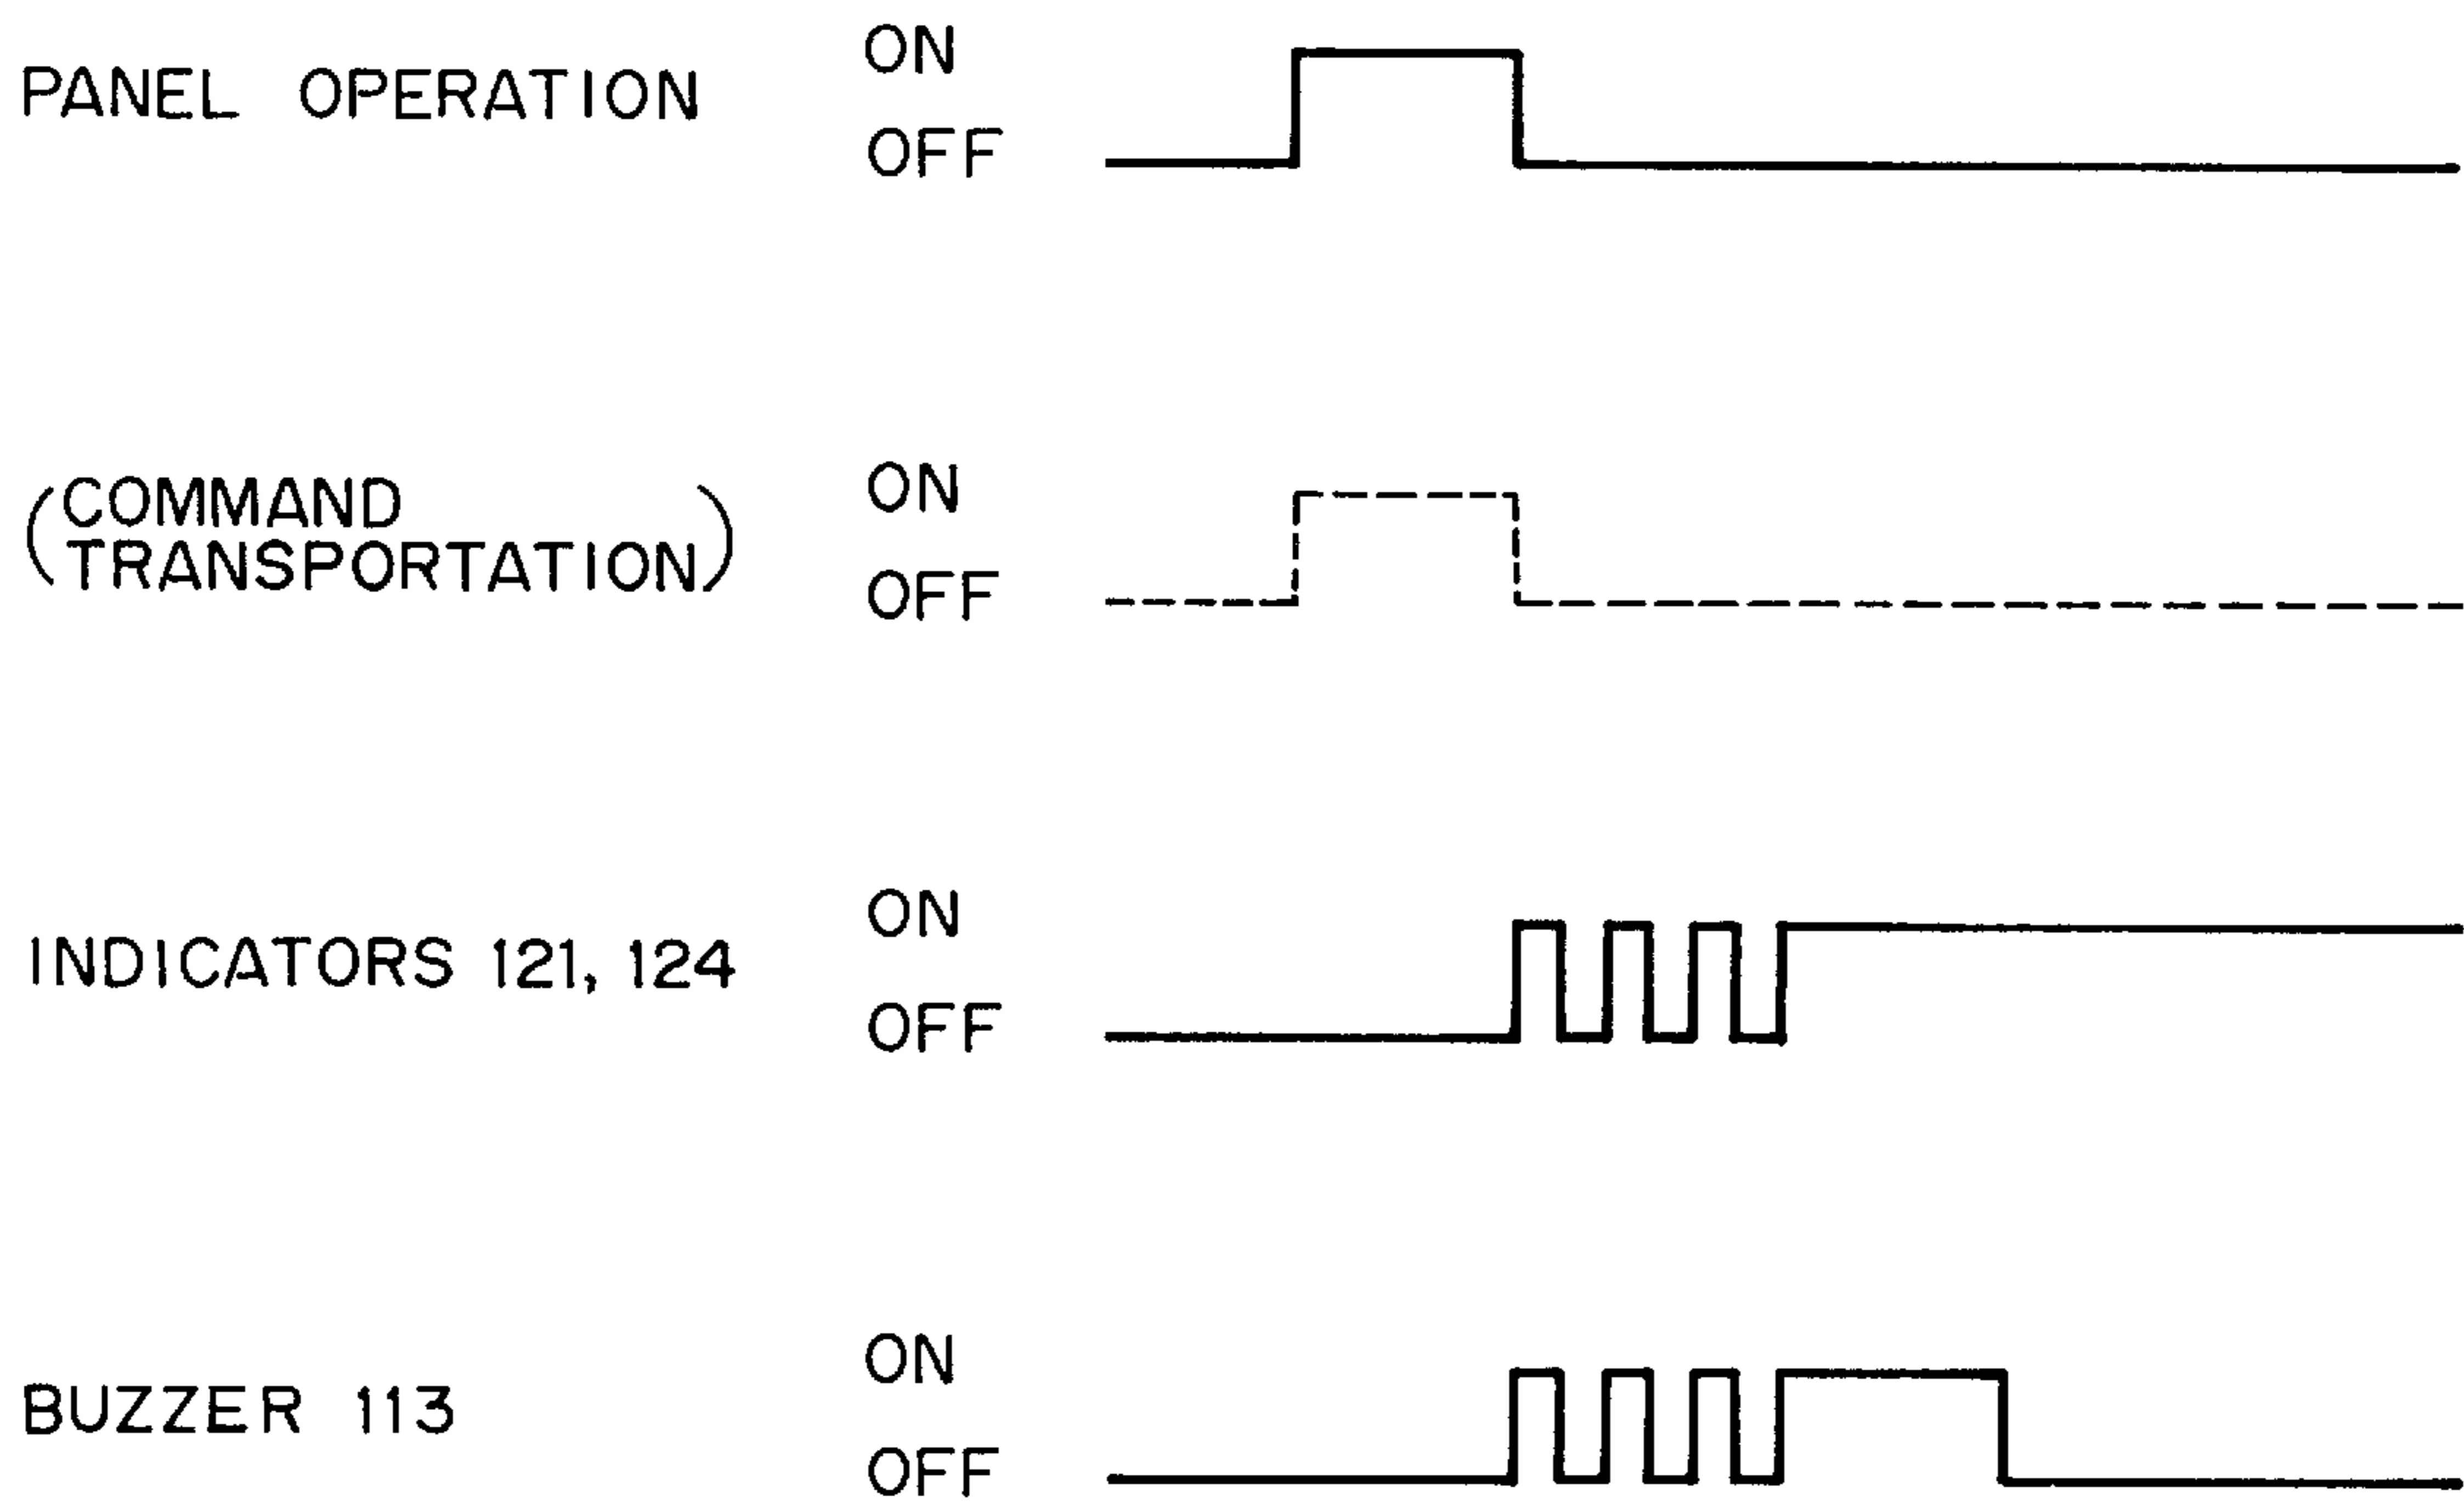 PANEL OPERATION
ON
OFF
(COMMAND
TRANSPORTATION)
ON
OFF
INDICATORS 121, 124
ON
OFF
BUZZER 113
ON
OFF